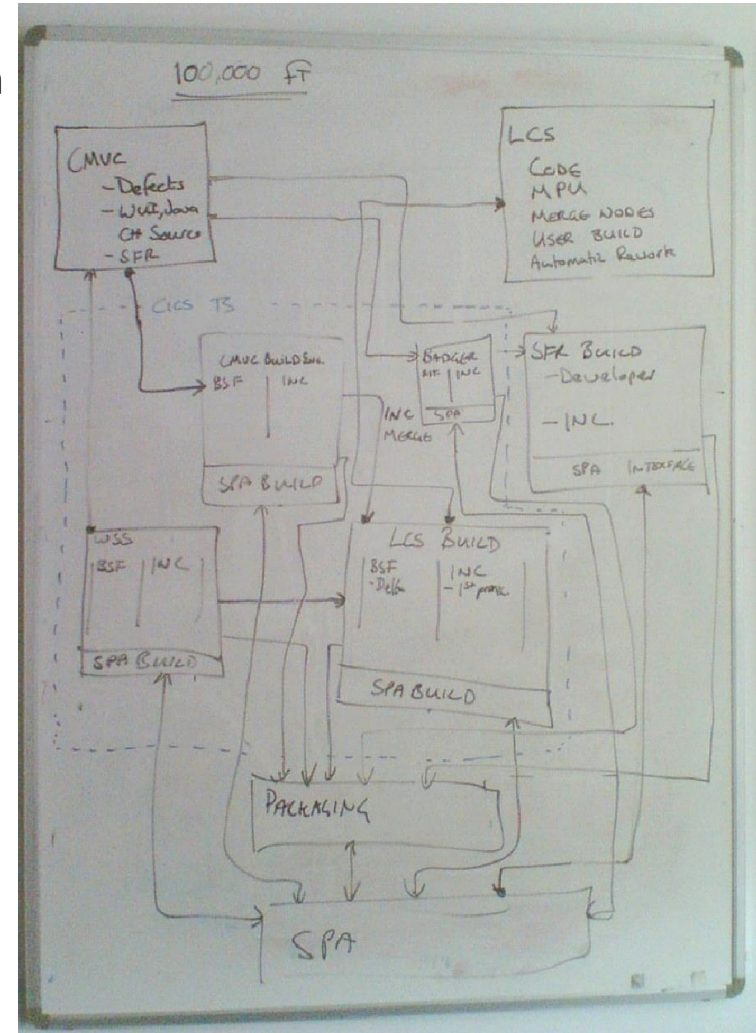 100,000 FT
CMVC
- Defects
- WUI, Java
C++ Source
- SFR
LCS
CODE
MPU
MERGE NODES
USER BUILD
Automatic Rework
CICS TS
CMVC BUILD
BSF INC
SPA BUILD
BADGER
INC
SPA
INC
MERGE
SFR BUILD
- Developer
- INC.
SPA INTERFACE
WSS
BSF INC
SPA BUILD
LCS BUILD
BSF
- Delta
INC
- 1st
SPA BUILD
PACKAGING
SPA